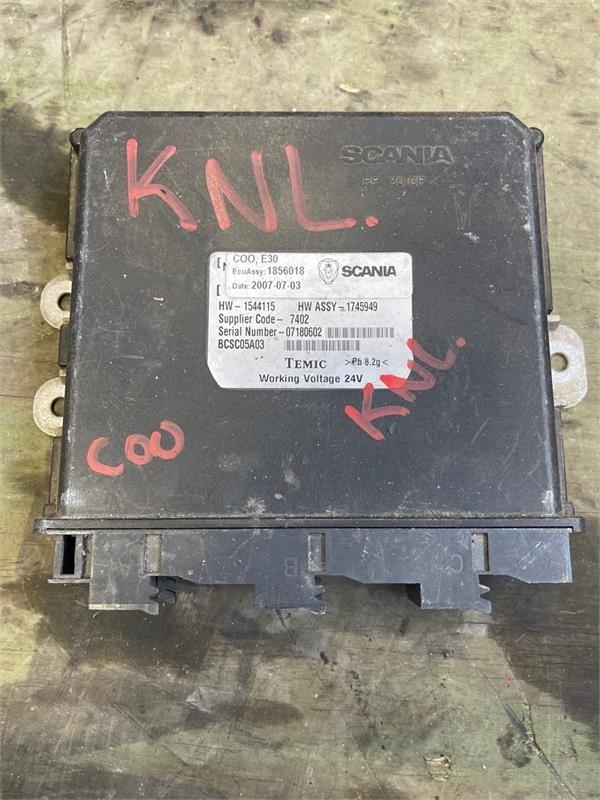 KNL.
SCANIA
COO, E30
EcuAssy: 1856018
SCANIA
Date: 2007-07-03
HW- 1544115 HW ASSY- 1745949
Supplier Code- 7402
Serial Number- 07180602
BCSC05A03
TEMIC >Pb 8.2g<
Working Voltage 24V
KNL.
COO
A B C